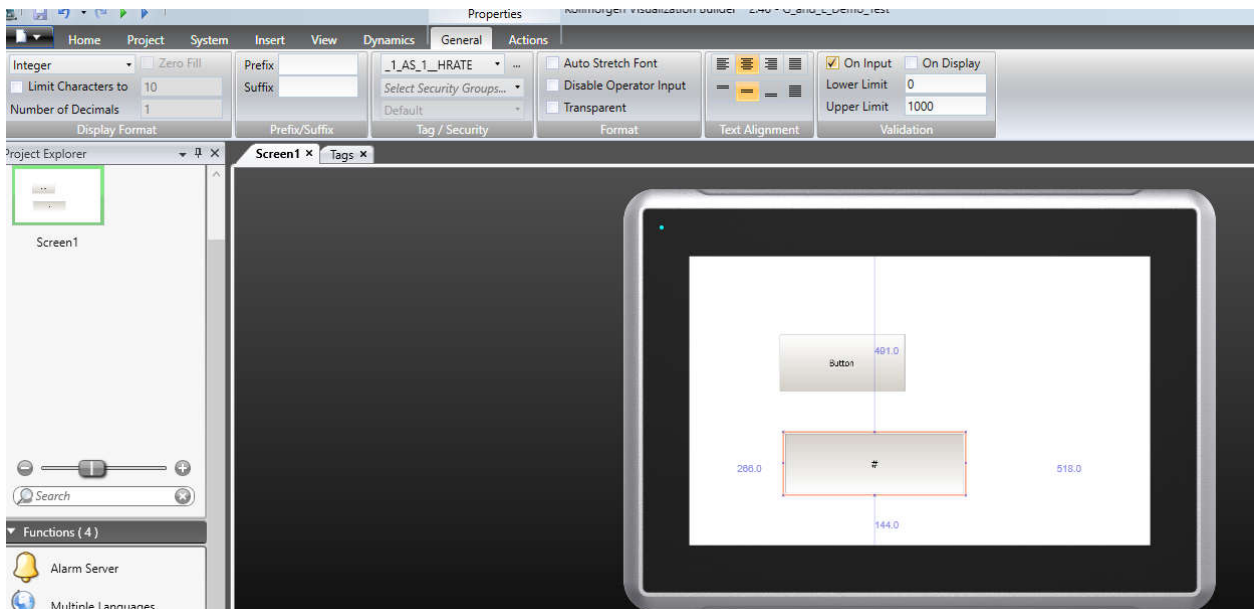 Properties
Kollmorgen Visualization Builder - 2.40 - G_and_L_Demo_Test
Home Project System Insert View Dynamics General Actions
Integer Zero Fill Prefix _1_AS_1__HRATE ... Auto Stretch Font On Input On Display
Limit Characters to 10 Suffix Select Security Groups... Disable Operator Input Lower Limit 0
Number of Decimals 1 Default Transparent Upper Limit 1000
Display Format Prefix/Suffix Tag / Security Format Text Alignment Validation
Project Explorer Screen1 Tags
Screen1
491.0
Button
266.0 # 518.0
Search
144.0
Functions ( 4 )
Alarm Server
Multiple Languages